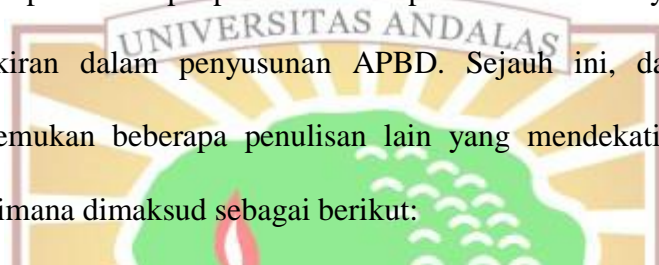 UNIVERSITAS ANDALAS
kiran dalam penyusunan APBD. Sejauh ini, da
emukan beberapa penulisan lain yang mendekati
imana dimaksud sebagai berikut: